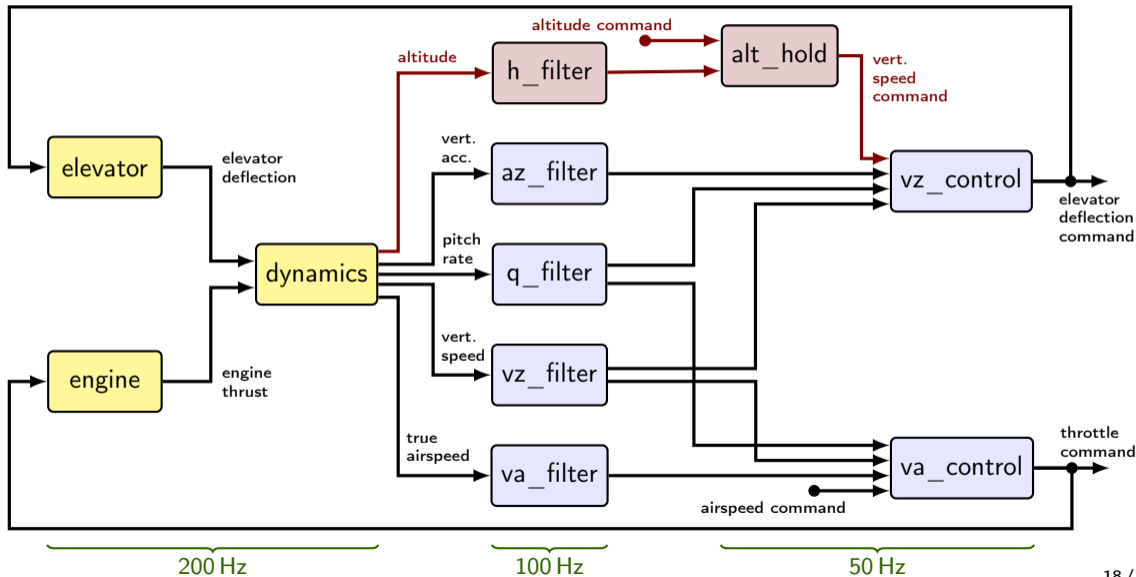 altitude command
altitude
h_filter
alt_hold
vert.
speed
command
elevator
elevator
deflection
vert.
acc.
az_filter
vz_control
elevator
deflection
command
dynamics
pitch
rate
q_filter
engine
engine
thrust
vert.
speed
vz_filter
true
airspeed
va_filter
va_control
throttle
command
airspeed command
200 Hz
100 Hz
50 Hz
18 /